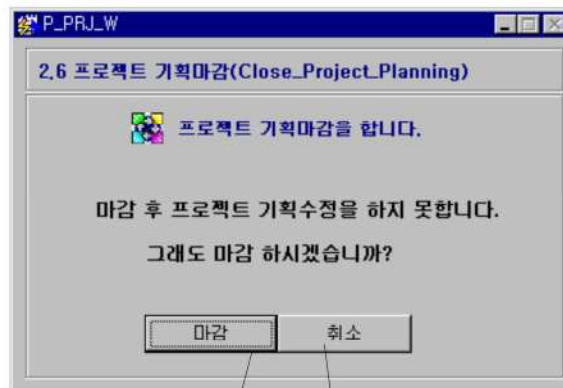 P_PRJ_W
2.6 프로젝트 기획마감(Close_Project_Planning)
프로젝트 기획마감을 합니다.
마감 후 프로젝트 기획수정을 하지 못합니다.
그래도 마감 하시겠습니까?
마감 취소